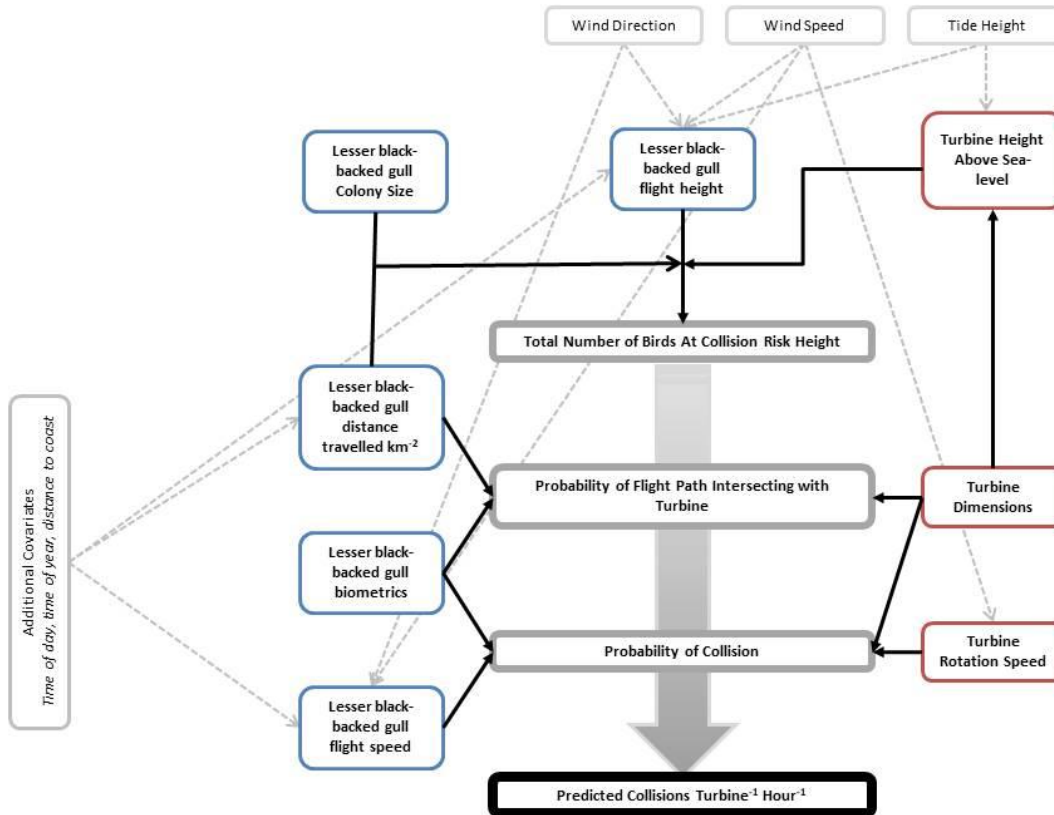 Wind Direction
Wind Speed
Tide Height
Lesser black-
backed gull
Colony Size
Lesser black-
backed gull
flight height
Turbine Height
Above Sea-
level
Total Number of Birds At Collision Risk Height
Lesser black-
backed gull
distance
travelled km⁻²
Additional Covariates
Time of day, time of year, distance to coast
Probability of Flight Path Intersecting with
Turbine
Turbine
Dimensions
Lesser black-
backed gull
biometrics
Probability of Collision
Turbine
Rotation Speed
Lesser black-
backed gull
flight speed
Predicted Collisions Turbine⁻¹ Hour⁻¹